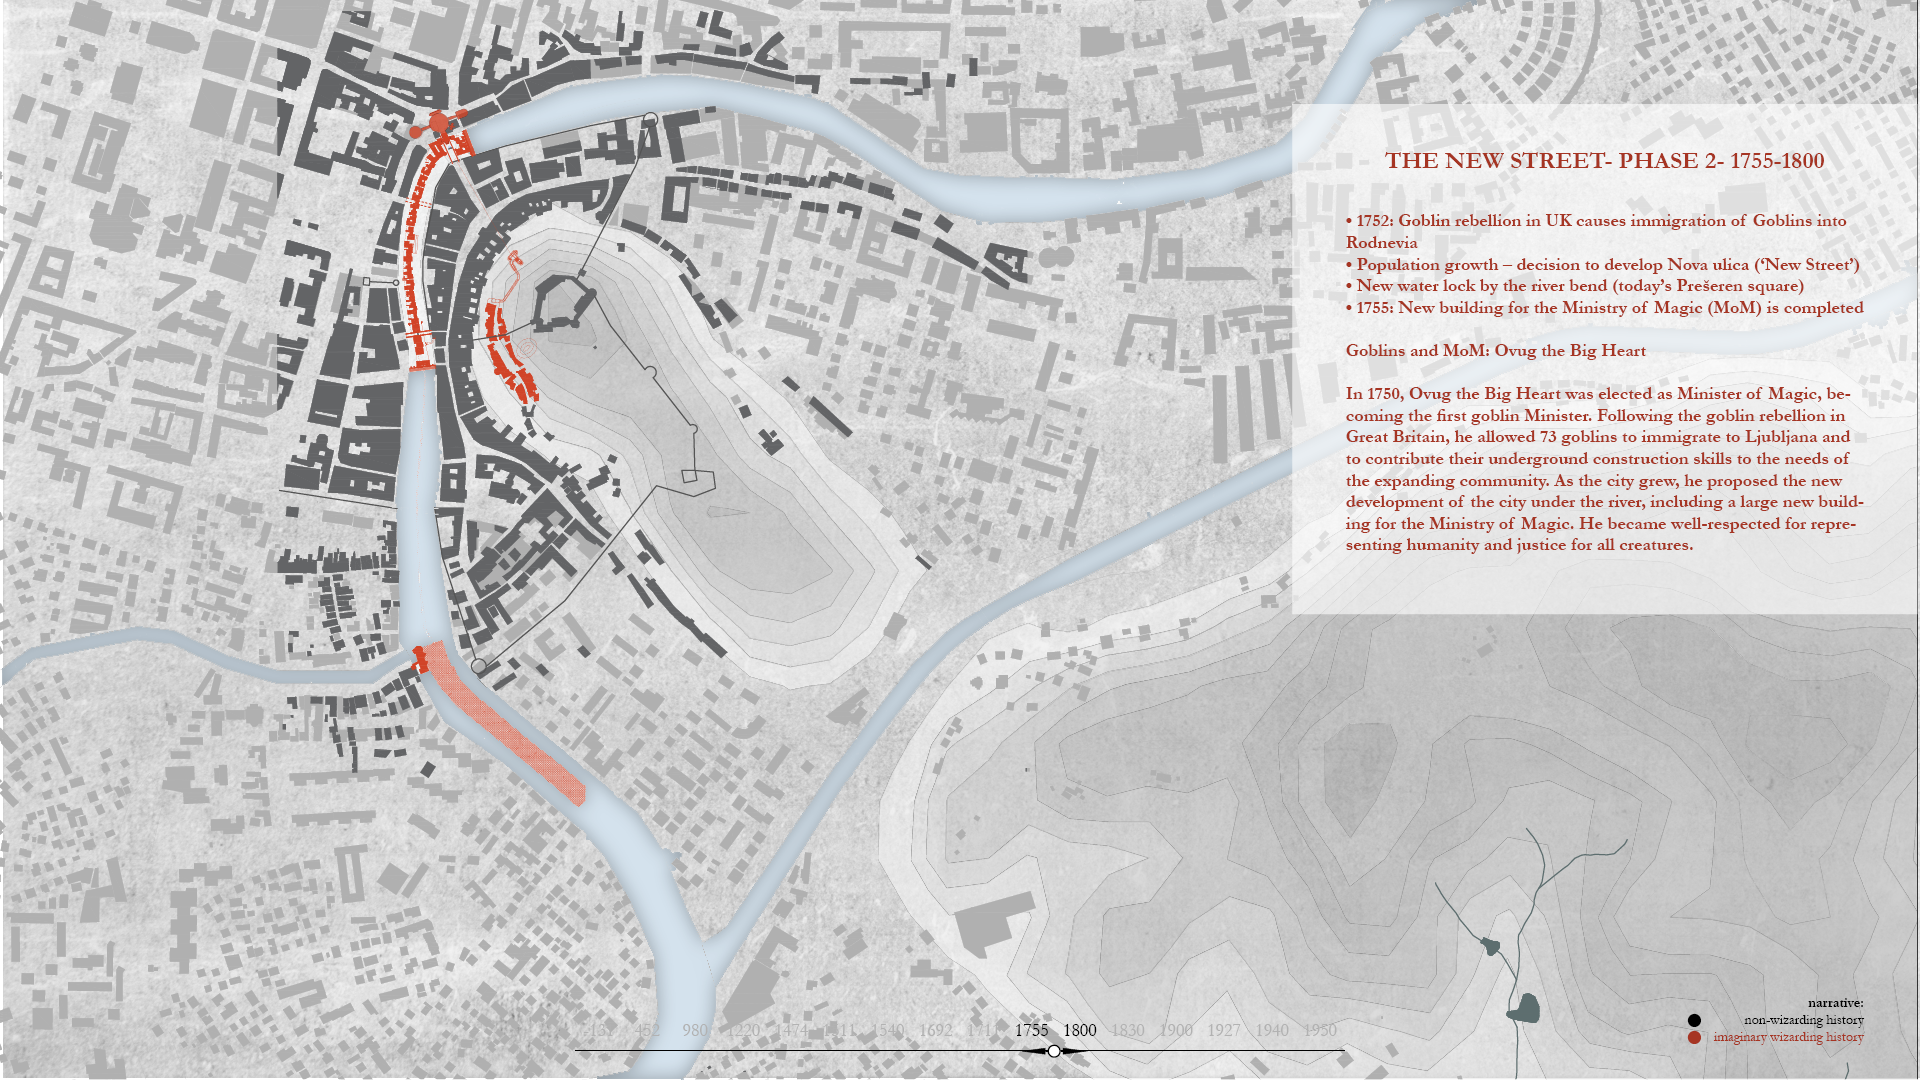 THE NEW STREET- PHASE 2- 1755-1800
• 1752: Goblin rebellion in UK causes immigration of Goblins into
Rodnevia
• Population growth – decision to develop Nova ulica (‘New Street’)
• New water lock by the river bend (today’s Prešeren square)
• 1755: New building for the Ministry of Magic (MoM) is completed
Goblins and MoM: Ovug the Big Heart
In 1750, Ovug the Big Heart was elected as Minister of Magic, be-
coming the first goblin Minister. Following the goblin rebellion in
Great Britain, he allowed 73 goblins to immigrate to Ljubljana and
to contribute their underground construction skills to the needs of
the expanding community. As the city grew, he proposed the new
development of the city under the river, including a large new build-
ing for the Ministry of Magic. He became well-respected for repre-
senting humanity and justice for all creatures.
narrative:
non-wizarding history
imaginary wizarding history
452 980 1220 1474 1511 1540 1692 1711 1755 1800 1830 1900 1927 1940 1950